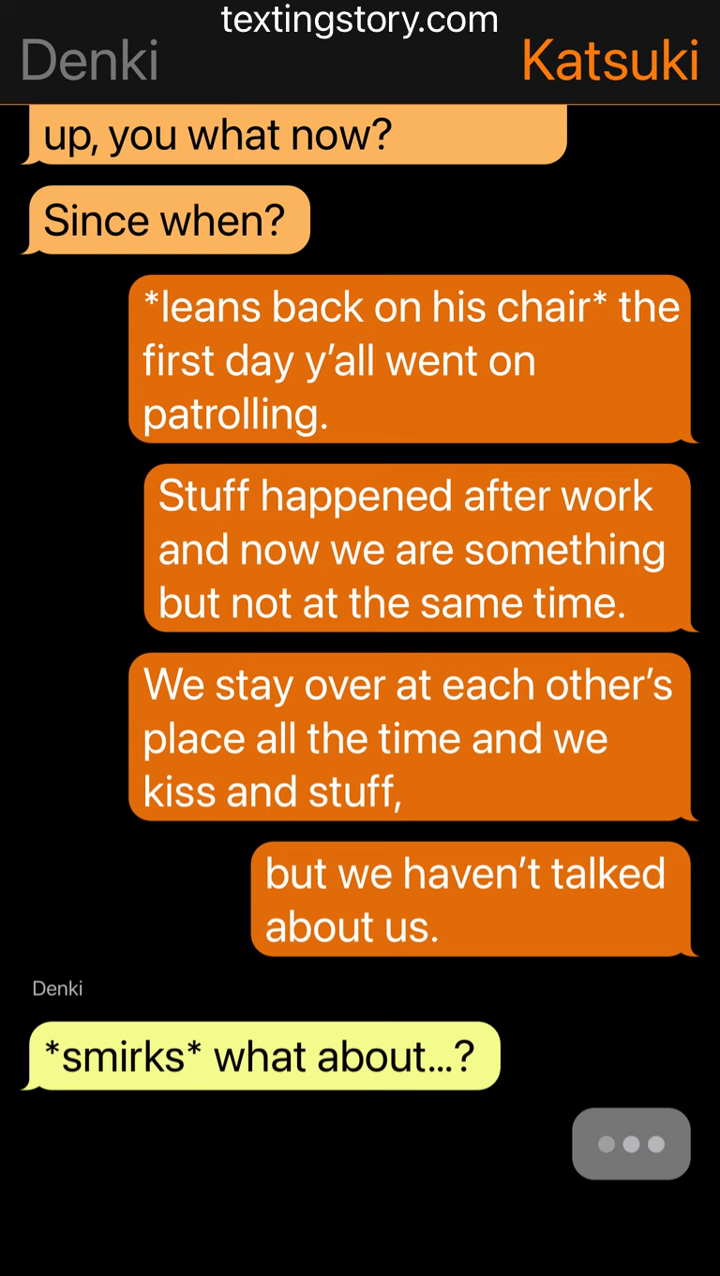 textingstory.com
Denki
Katsuki
up, you what now?
Since when?
*leans back on his chair* the
first day y’all went on
patrolling.
Stuff happened after work
and now we are something
but not at the same time.
We stay over at each other’s
place all the time and we
kiss and stuff,
but we haven’t talked
about us.
Denki
*smirks* what about...?